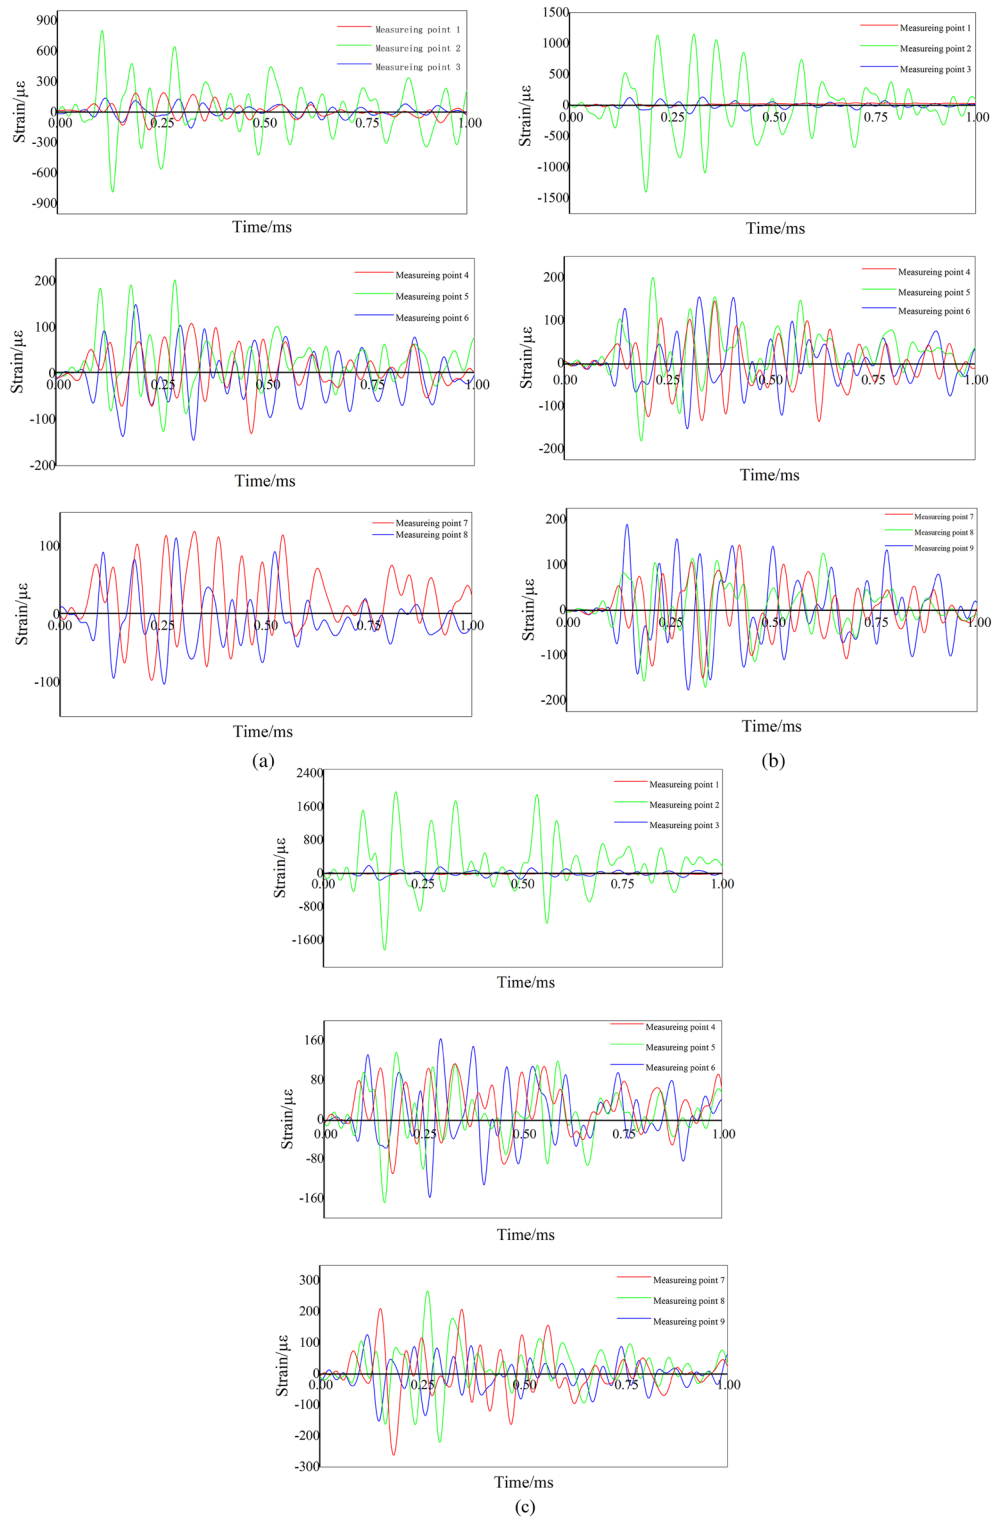 900
600
300
0
-300
-600
-900
Strain/με
0.00 0.25 0.50 0.75 1.00
Time/ms
Measureing point 1
Measureing point 2
Measureing point 3
200
100
0
-100
-200
Strain/με
0.00 0.25 0.50 0.75 1.00
Time/ms
Measureing point 4
Measureing point 5
Measureing point 6
100
0
-100
Strain/με
0.00 0.25 0.50 0.75 1.00
Time/ms
Measureing point 7
Measureing point 8
(a)
1500
1000
500
0
-500
-1000
-1500
Strain/με
0.00 0.25 0.50 0.75 1.00
Time/ms
Measureing point 1
Measureing point 2
Measureing point 3
200
100
0
-100
-200
Strain/με
0.00 0.25 0.50 0.75 1.00
Time/ms
Measureing point 4
Measureing point 5
Measureing point 6
200
100
0
-100
-200
Strain/με
0.00 0.25 0.50 0.75 1.00
Time/ms
Measureing point 7
Measureing point 8
Measureing point 9
(b)
2400
1600
800
0
-800
-1600
Strain/με
0.00 0.25 0.50 0.75 1.00
Time/ms
Measureing point 1
Measureing point 2
Measureing point 3
160
80
0
-80
-160
Strain/με
0.00 0.25 0.50 0.75 1.00
Time/ms
Measureing point 4
Measureing point 5
Measureing point 6
300
200
100
0
-100
-200
-300
Strain/με
0.00 0.25 0.50 0.75 1.00
Time/ms
Measureing point 7
Measureing point 8
Measureing point 9
(c)